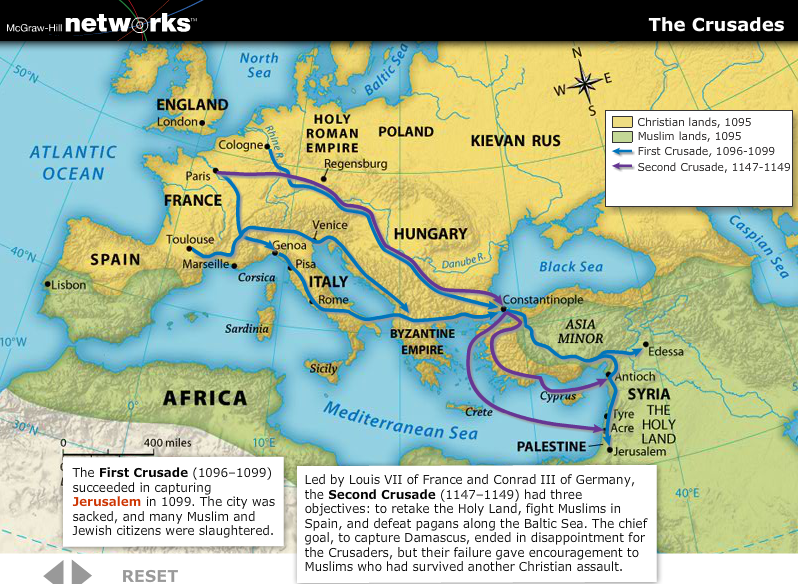 McGraw-Hill networks™
The Crusades
50°N
North
Sea
Baltic Sea
N
W
E
S
ENGLAND
London
HOLY
ROMAN
EMPIRE
POLAND
KIEVAN RUS
Christian lands, 1095
Muslim lands, 1095
First Crusade, 1096-1099
Second Crusade, 1147-1149
Cologne
Rhine R.
Regensburg
ATLANTIC
OCEAN
Paris
FRANCE
Toulouse
Marseille
Venice
Genoa
Pisa
HUNGARY
Danube R.
Caspian Sea
40°N
SPAIN
Lisbon
Corsica
ITALY
Rome
Black Sea
Constantinople
Sardinia
BYZANTINE
EMPIRE
ASIA
MINOR
Edessa
10°W
Sicily
Antioch
AFRICA
Crete
Cyprus
SYRIA
THE
HOLY
LAND
Tyre
Acre
Mediterranean Sea
PALESTINE
Jerusalem
30°N
0°
10°E
40°E
0
400 miles
The First Crusade (1096–1099)
succeeded in capturing
Jerusalem in 1099. The city was
sacked, and many Muslim and
Jewish citizens were slaughtered.
Led by Louis VII of France and Conrad III of Germany,
the Second Crusade (1147–1149) had three
objectives: to retake the Holy Land, fight Muslims in
Spain, and defeat pagans along the Baltic Sea. The chief
goal, to capture Damascus, ended in disappointment for
the Crusaders, but their failure gave encouragement to
Muslims who had survived another Christian assault.
RESET